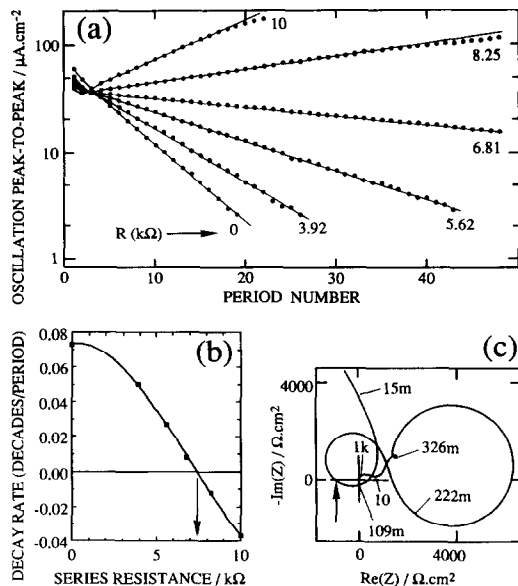 (a)
OSCILLATION PEAK-TO-PEAK / µA.cm⁻²
100
10
1
10
8.25
6.81
5.62
3.92
0
R (kΩ)
0 10 20 30 40
PERIOD NUMBER
(b)
DECAY RATE (DECADES/PERIOD)
0.08
0.06
0.04
0.02
0.00
-0.02
-0.04
0 5 10
SERIES RESISTANCE / kΩ
(c)
-Im(Z) / Ω.cm²
4000
0
15m
1k
326m
10
222m
109m
0 4000
Re(Z) / Ω.cm²